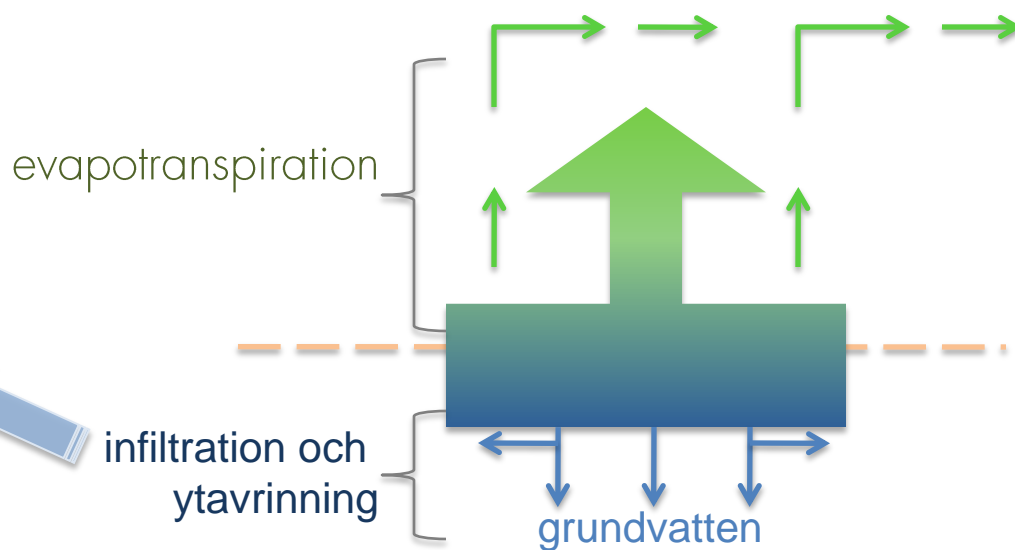 evapotranspiration
infiltration och
ytavrinning
grundvatten